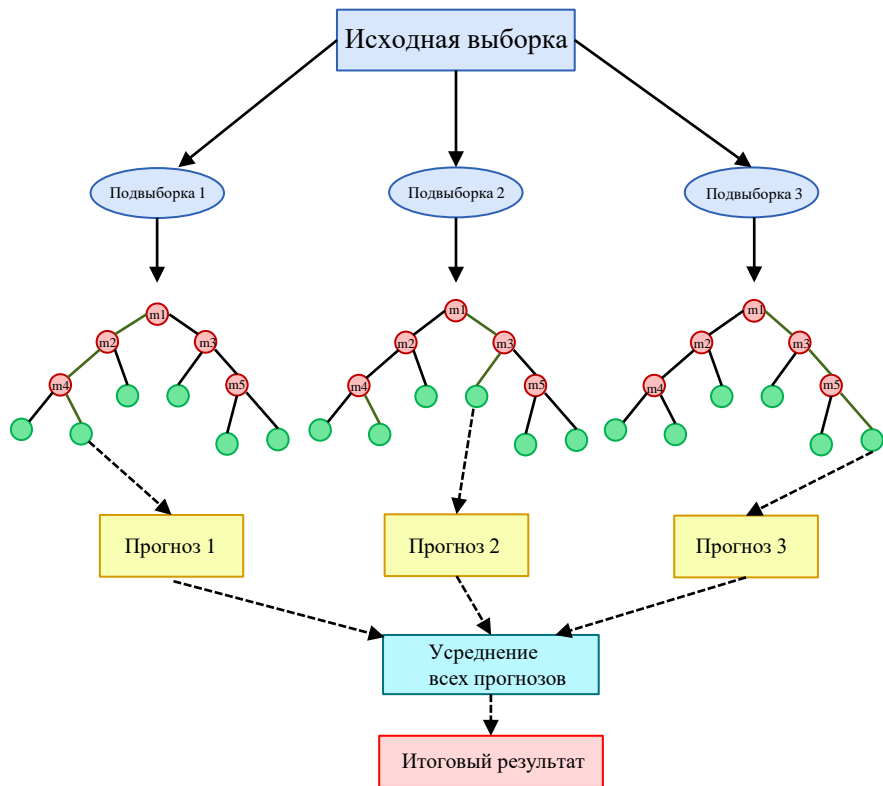 Исходная выборка
Подвыборка 1
Подвыборка 2
Подвыборка 3
m1
m2
m3
m4
m5
m1
m2
m3
m4
m5
m1
m2
m3
m4
m5
Прогноз 1
Прогноз 2
Прогноз 3
Усреднение
всех прогнозов
Итоговый результат